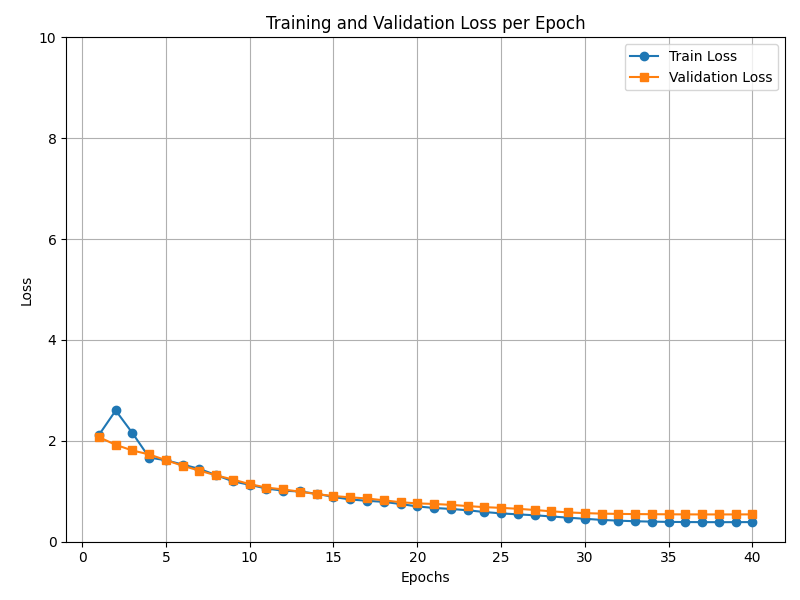 Training and Validation Loss per Epoch
10
8
6
4
2
0
Loss
Train Loss
Validation Loss
0 5 10 15 20 25 30 35 40
Epochs